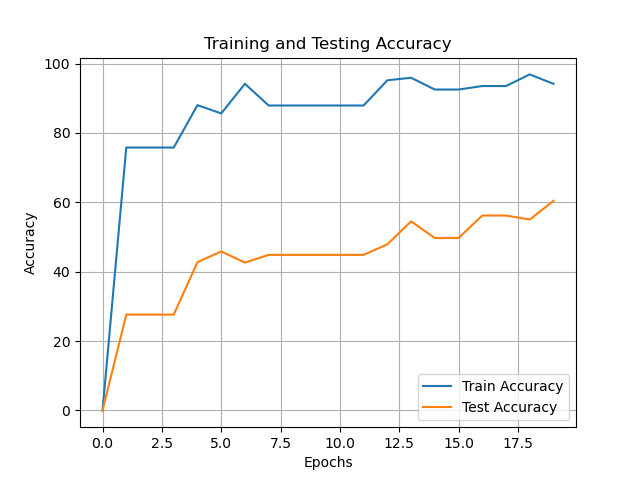 Training and Testing Accuracy
100
80
60
40
20
0
Accuracy
0.0 2.5 5.0 7.5 10.0 12.5 15.0 17.5
Epochs
Train Accuracy
Test Accuracy